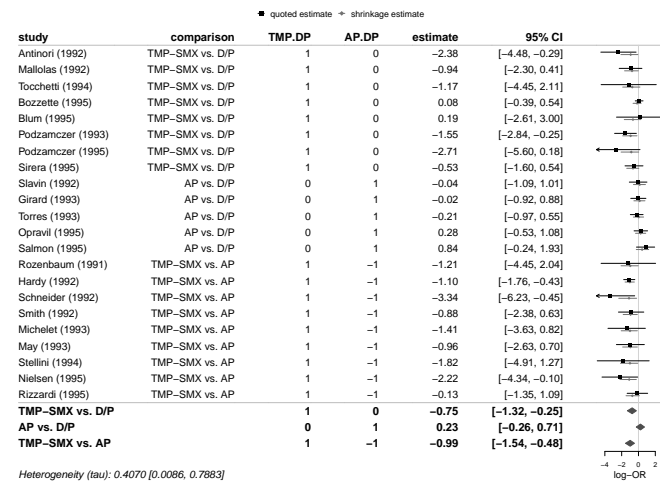 quoted estimate shrinkage estimate
study comparison TMP.DP AP.DP estimate 95% CI
Antinori (1992) TMP−SMX vs. D/P 1 0 −2.38 [−4.48, −0.29]
Mallolas (1992) TMP−SMX vs. D/P 1 0 −0.94 [−2.30, 0.41]
Tocchetti (1994) TMP−SMX vs. D/P 1 0 −1.17 [−4.45, 2.11]
Bozzette (1995) TMP−SMX vs. D/P 1 0 0.08 [−0.39, 0.54]
Blum (1995) TMP−SMX vs. D/P 1 0 0.19 [−2.61, 3.00]
Podzamczer (1993) TMP−SMX vs. D/P 1 0 −1.55 [−2.84, −0.25]
Podzamczer (1995) TMP−SMX vs. D/P 1 0 −2.71 [−5.60, 0.18]
Sirera (1995) TMP−SMX vs. D/P 1 0 −0.53 [−1.60, 0.54]
Slavin (1992) AP vs. D/P 0 1 −0.04 [−1.09, 1.01]
Girard (1993) AP vs. D/P 0 1 −0.02 [−0.92, 0.88]
Torres (1993) AP vs. D/P 0 1 −0.21 [−0.97, 0.55]
Opravil (1995) AP vs. D/P 0 1 0.28 [−0.53, 1.08]
Salmon (1995) AP vs. D/P 0 1 0.84 [−0.24, 1.93]
Rozenbaum (1991) TMP−SMX vs. AP 1 −1 −1.21 [−4.45, 2.04]
Hardy (1992) TMP−SMX vs. AP 1 −1 −1.10 [−1.76, −0.43]
Schneider (1992) TMP−SMX vs. AP 1 −1 −3.34 [−6.23, −0.45]
Smith (1992) TMP−SMX vs. AP 1 −1 −0.88 [−2.38, 0.63]
Michelet (1993) TMP−SMX vs. AP 1 −1 −1.41 [−3.63, 0.82]
May (1993) TMP−SMX vs. AP 1 −1 −0.96 [−2.63, 0.70]
Stellini (1994) TMP−SMX vs. AP 1 −1 −1.82 [−4.91, 1.27]
Nielsen (1995) TMP−SMX vs. AP 1 −1 −2.22 [−4.34, −0.10]
Rizzardi (1995) TMP−SMX vs. AP 1 −1 −0.13 [−1.35, 1.09]
TMP−SMX vs. D/P 1 0 −0.75 [−1.32, −0.25]
AP vs. D/P 0 1 0.23 [−0.26, 0.71]
TMP−SMX vs. AP 1 −1 −0.99 [−1.54, −0.48]
−4 −2 0 2
Heterogeneity (tau): 0.4070 [0.0086, 0.7883] log−OR